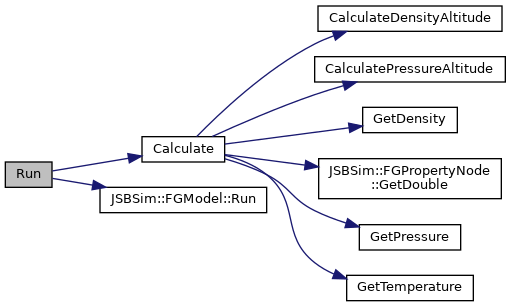 Run
Calculate
JSBSim::FGModel::Run
CalculateDensityAltitude
CalculatePressureAltitude
GetDensity
JSBSim::FGPropertyNode
::GetDouble
GetPressure
GetTemperature